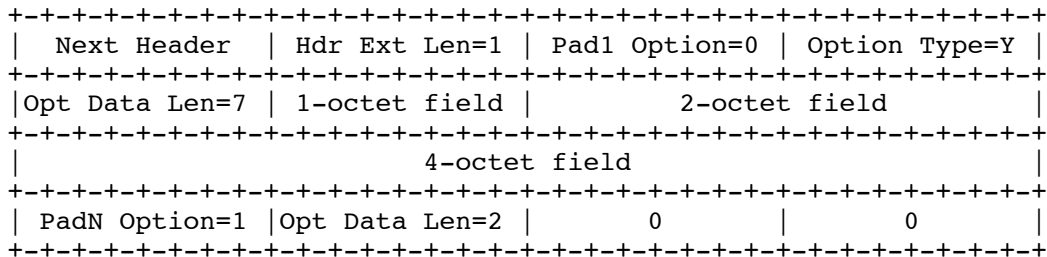 +-+-+-+-+-+-+-+-+-+-+-+-+-+-+-+-+-+-+-+-+-+-+-+-+-+-+-+-+-+-+-+-+
|  Next Header  | Hdr Ext Len=1 | Pad1 Option=0 | Option Type=Y |
+-+-+-+-+-+-+-+-+-+-+-+-+-+-+-+-+-+-+-+-+-+-+-+-+-+-+-+-+-+-+-+-+
|Opt Data Len=7 | 1-octet field |         2-octet field         |
+-+-+-+-+-+-+-+-+-+-+-+-+-+-+-+-+-+-+-+-+-+-+-+-+-+-+-+-+-+-+-+-+
|                         4-octet field                         |
+-+-+-+-+-+-+-+-+-+-+-+-+-+-+-+-+-+-+-+-+-+-+-+-+-+-+-+-+-+-+-+-+
| PadN Option=1 |Opt Data Len=2 |       0       |       0       |
+-+-+-+-+-+-+-+-+-+-+-+-+-+-+-+-+-+-+-+-+-+-+-+-+-+-+-+-+-+-+-+-+